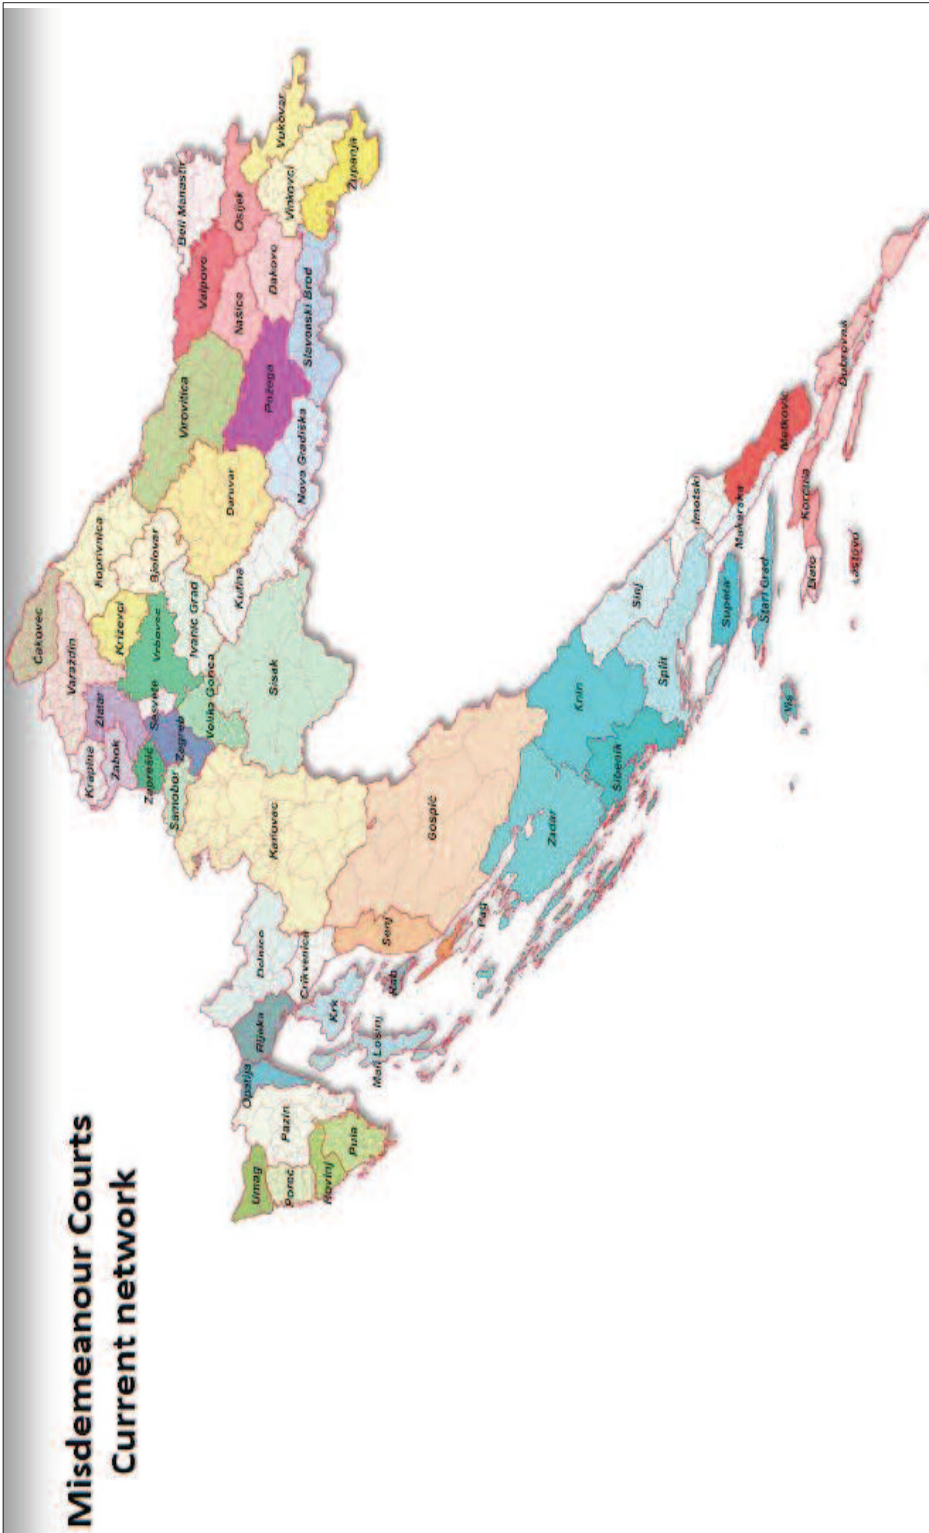 Misdemeanour Courts
Current network
Čakovec
Varaždin
Krapina
Zlatar
Koprivnica
Zabok
Križevci
Zaprešić
Sesvete
Vrbovec
Bjelovar
Samobor
Zagreb
Ivanić Grad
Virovitica
Beli Manastir
Velika Gorica
Valpovo
Daruvar
Kutina
Našice
Osijek
Umag
Opatija
Rijeka
Delnice
Karlovac
Sisak
Požega
Đakovo
Vukovar
Poreč
Pazin
Crikvenica
Nova Gradiška
Slavonski Brod
Vinkovci
Rovinj
Pula
Krk
Županja
Mali Lošinj
Senj
Rab
Gospić
Pag
Zadar
Knin
Šibenik
Sinj
Split
Imotski
Supetar
Makarska
Stari Grad
Metković
Vis
Korčula
Blato
Dubrovnik
Lastovo